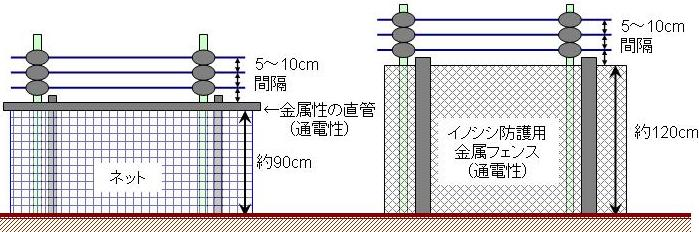 5～10cm
間隔
←金属性の直管
(通電性)
約90cm
ネット
5～10cm
間隔
イノシシ防護用
金属フェンス
(通電性)
約120cm